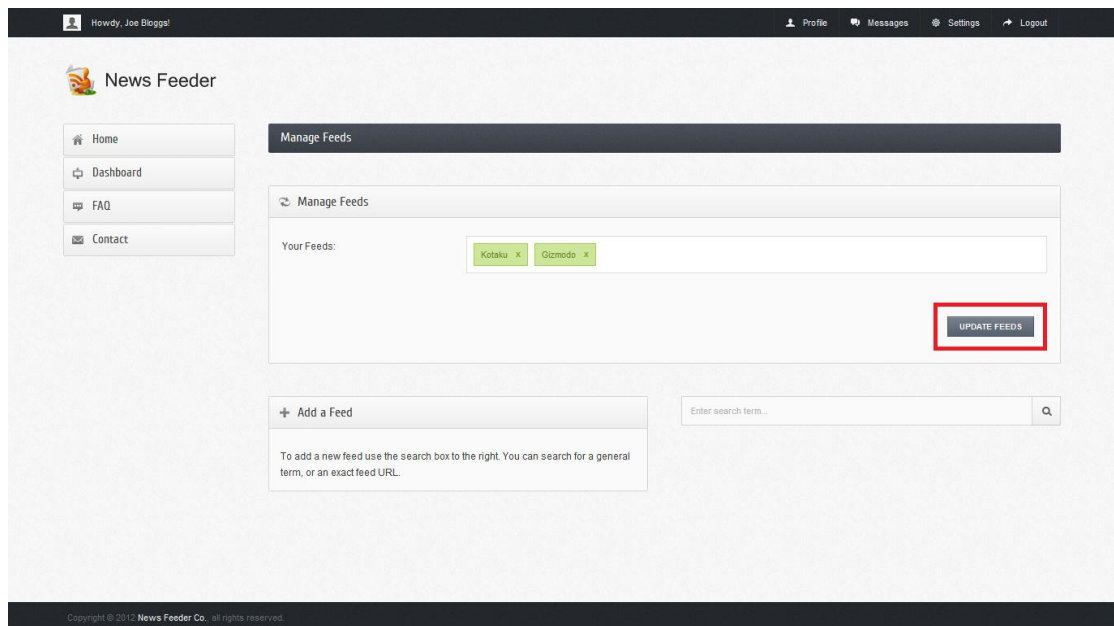 Howdy, Joe Bloggs!
Profile
Messages
Settings
Logout
News Feeder
Home
Dashboard
FAQ
Contact
Manage Feeds
Manage Feeds
Your Feeds:
Kotaku x
Gizmodo x
UPDATE FEEDS
Add a Feed
To add a new feed use the search box to the right. You can search for a general
term, or an exact feed URL.
Enter search term...
Copyright © 2012 News Feeder Co. all rights reserved.